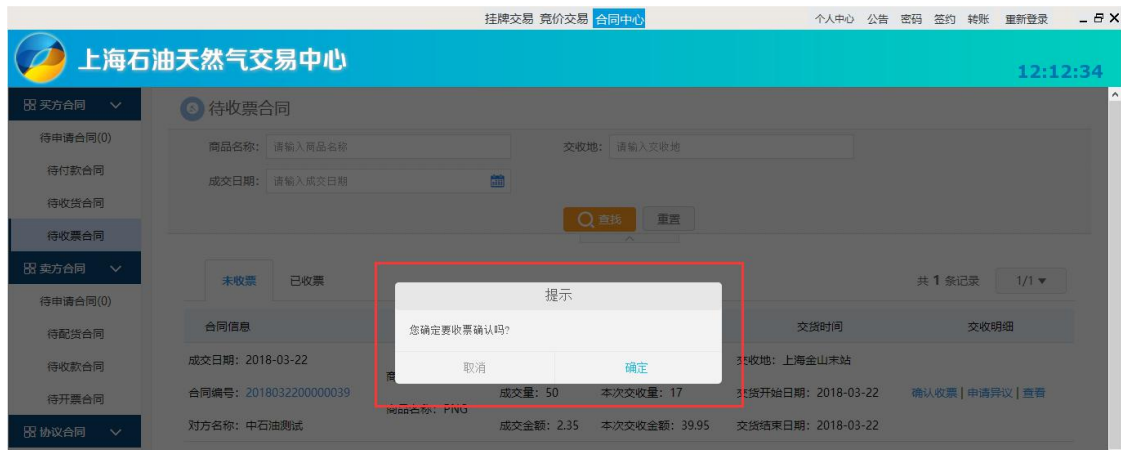 挂牌交易 竞价交易 合同中心 个人中心 公告 密码 签约 转账 重新登录
上海石油天然气交易中心
12:12:34
买方合同
待收票合同
待申请合同(0)
商品名称： 请输入商品名称 交收地： 请输入交收地
待付款合同
成交日期： 请输入成交日期
待收货合同
查找 重置
待收票合同
卖方合同
未收票 已收票 共 1 条记录 1/1
待申请合同(0)
提示
合同信息 交货时间 交收明细
待配货合同
您确定要收票确认吗?
成交日期：2018-03-22 交收地：上海金山末站
待收款合同
取消 确定
合同编号：2018032200000039 成交量：50 本次交收量：17 交货开始日期：2018-03-22 确认收票 | 申请异议 | 查看
待开票合同
商品名称：PNG
对方名称：中石油测试 成交金额：2.35 本次交收金额：39.95 交货结束日期：2018-03-22
协议合同